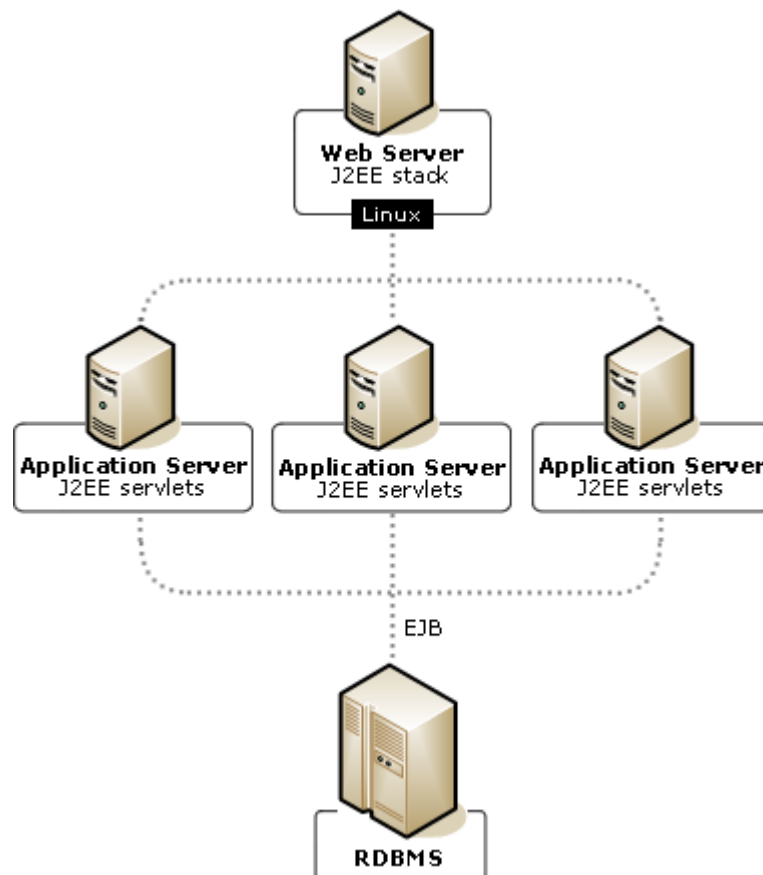 Web Server
J2EE stack
Linux
Application Server
J2EE servlets
Application Server
J2EE servlets
Application Server
J2EE servlets
EJB
RDBMS